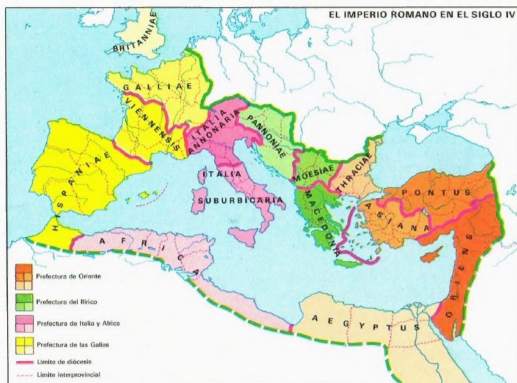 EL IMPERIO ROMANO EN EL SIGLO IV
BRITANNIAE
GALLIAE
VIENNENSIS
ITALIA
ANNONARIA
PANNONIAE
HISPANIAE
ITALIA
SUBURBICARIA
MOESIAE
THRACIAE
MACEDONIA
PONTUS
ASIANA
ORIENS
AFRICA
AEGYPTUS
Prefectura de Oriente
Prefectura del Ilírico
Prefectura de Italia y Africa
Prefectura de las Galias
Límite de diócesis
Límite interprovincial